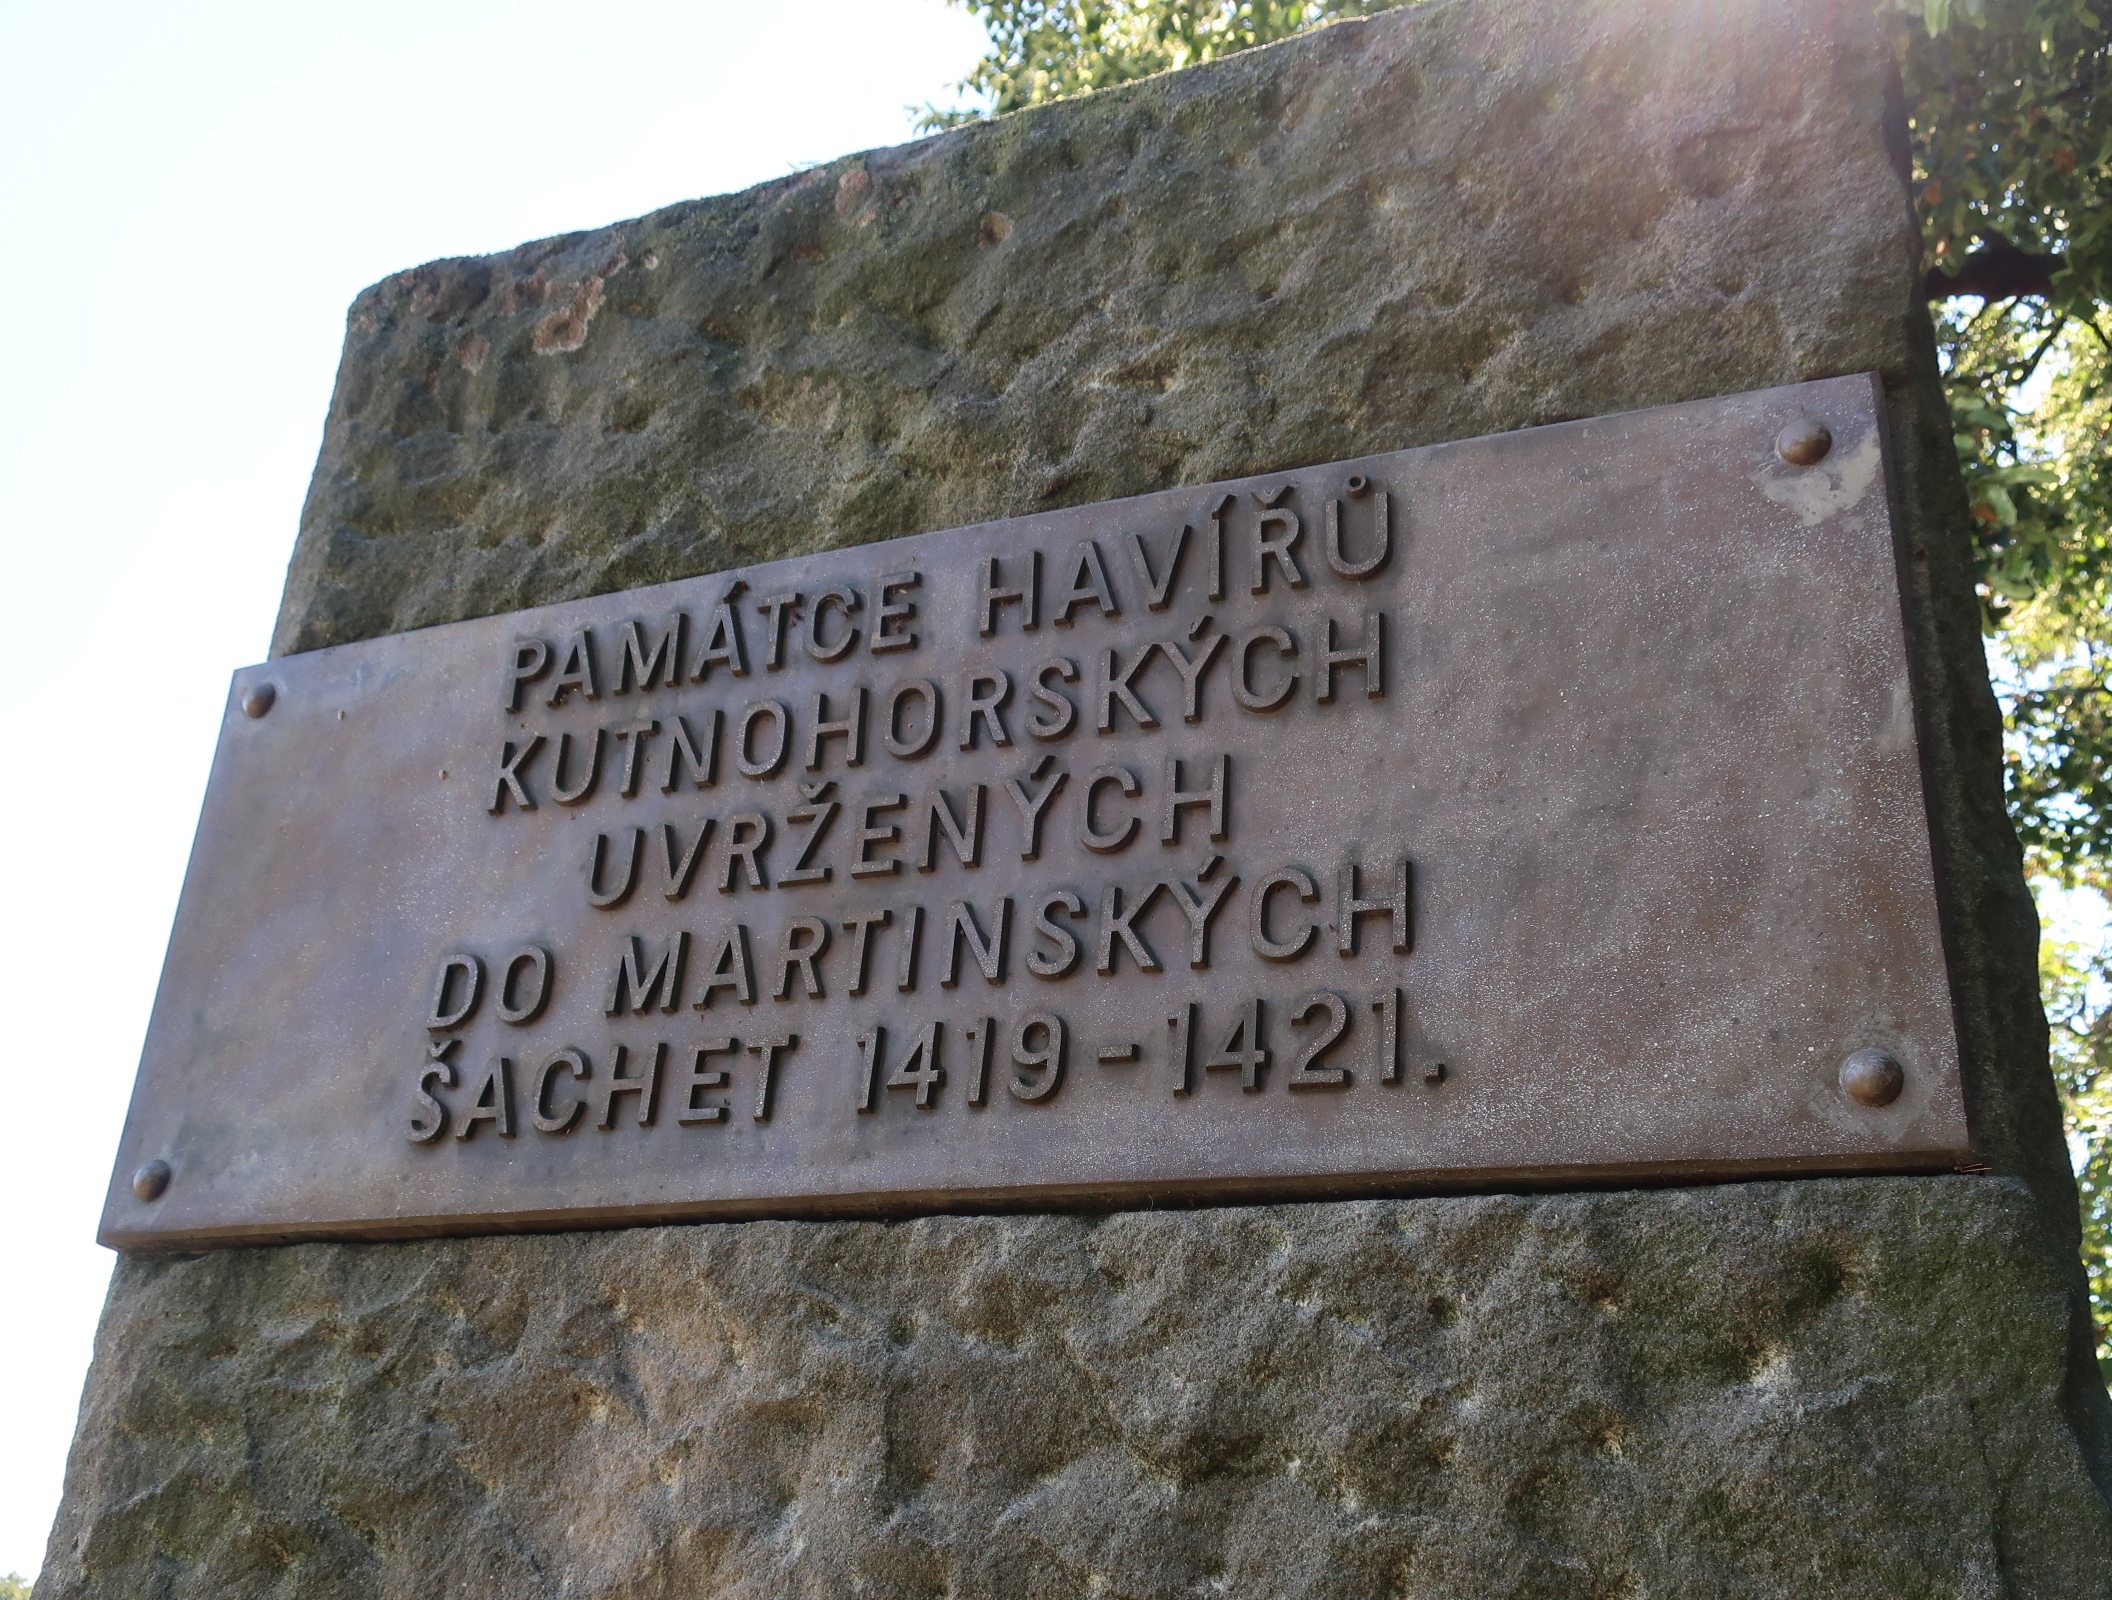 PAMÁTCE HAVÍŘŮ
KUTNOHORSKÝCH
UVRŽENÝCH
DO MARTINSKÝCH
ŠACHET 1419-1421.